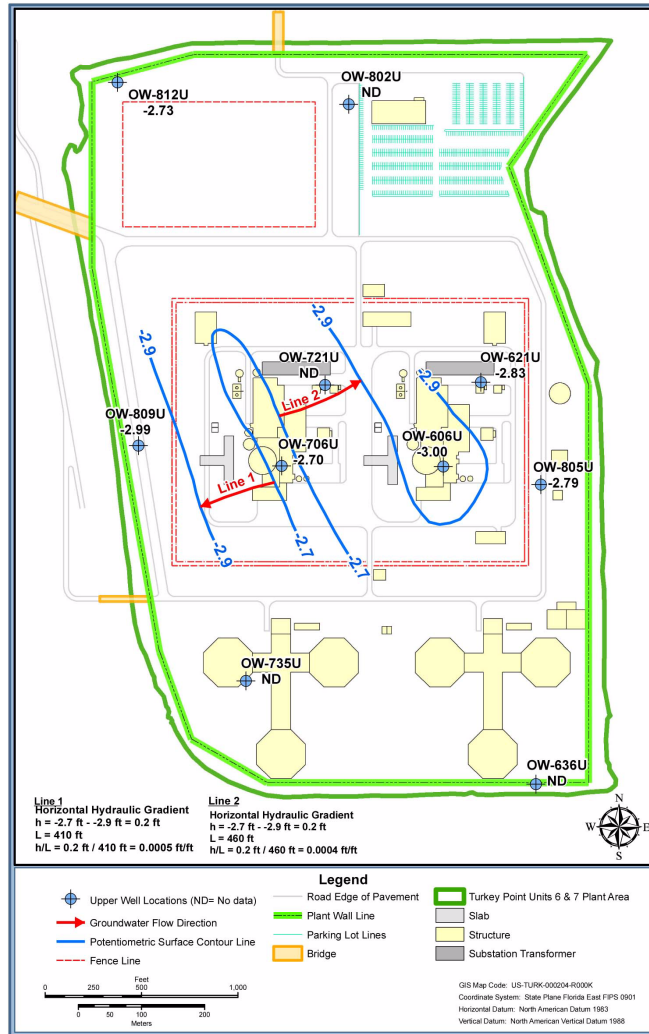 OW-812U
-2.73
OW-802U
ND
-2.9
-2.9
OW-721U
ND
OW-621U
-2.83
-2.9
Line 2
OW-809U
-2.99
OW-706U
-2.70
OW-606U
-3.00
OW-805U
-2.79
Line 1
-2.9
-2.7
-2.7
OW-735U
ND
OW-636U
ND
Line 1
Horizontal Hydraulic Gradient
h = -2.7 ft - -2.9 ft = 0.2 ft
L = 410 ft
h/L = 0.2 ft / 410 ft = 0.0005 ft/ft
Line 2
Horizontal Hydraulic Gradient
h = -2.7 ft - -2.9 ft = 0.2 ft
L = 460 ft
h/L = 0.2 ft / 460 ft = 0.0004 ft/ft
N
W E
S
Legend
Upper Well Locations (ND= No data)
Groundwater Flow Direction
Potentiometric Surface Contour Line
Fence Line
Road Edge of Pavement
Plant Wall Line
Parking Lot Lines
Bridge
Turkey Point Units 6 & 7 Plant Area
Slab
Structure
Substation Transformer
Feet
0 250 500 1,000
0 50 100 200
Meters
GIS Map Code: US-TURK-000204-R000K
Coordinate System: State Plane Florida East FIPS 0901
Horizontal Datum: North American Datum 1983
Vertical Datum: North American Vertical Datum 1988